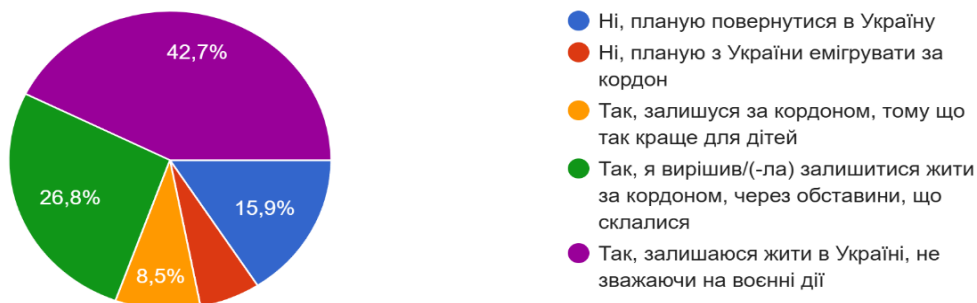 42,7%
26,8%
8,5%
15,9%
Ні, планую повернутися в Україну
Ні, планую з України емігрувати за
кордон
Так, залишуся за кордоном, тому що
так краще для дітей
Так, я вирішив/(-ла) залишитися жити
за кордоном, через обставини, що
склалися
Так, залишаюся жити в Україні, не
зважаючи на воєнні дії